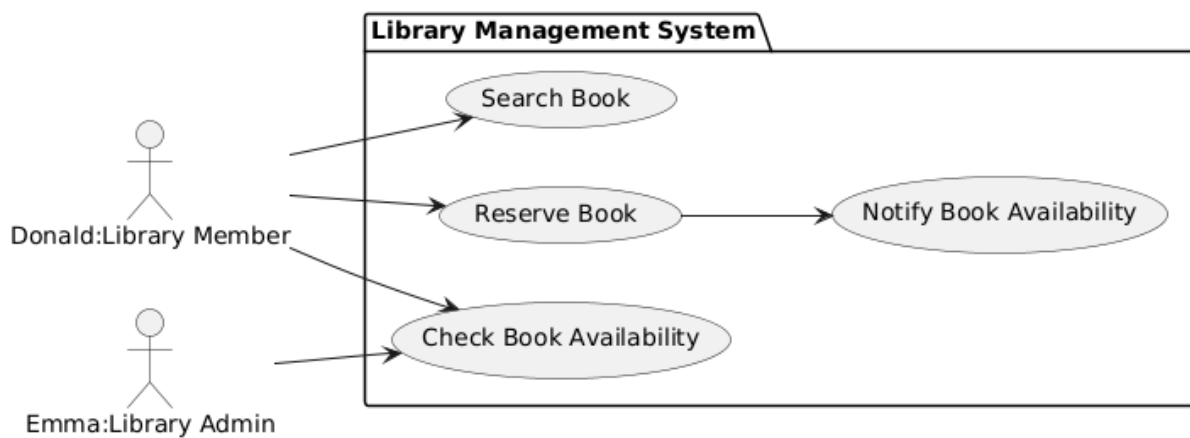 Library Management System
Search Book
Donald:Library Member
Reserve Book
Notify Book Availability
Check Book Availability
Emma:Library Admin